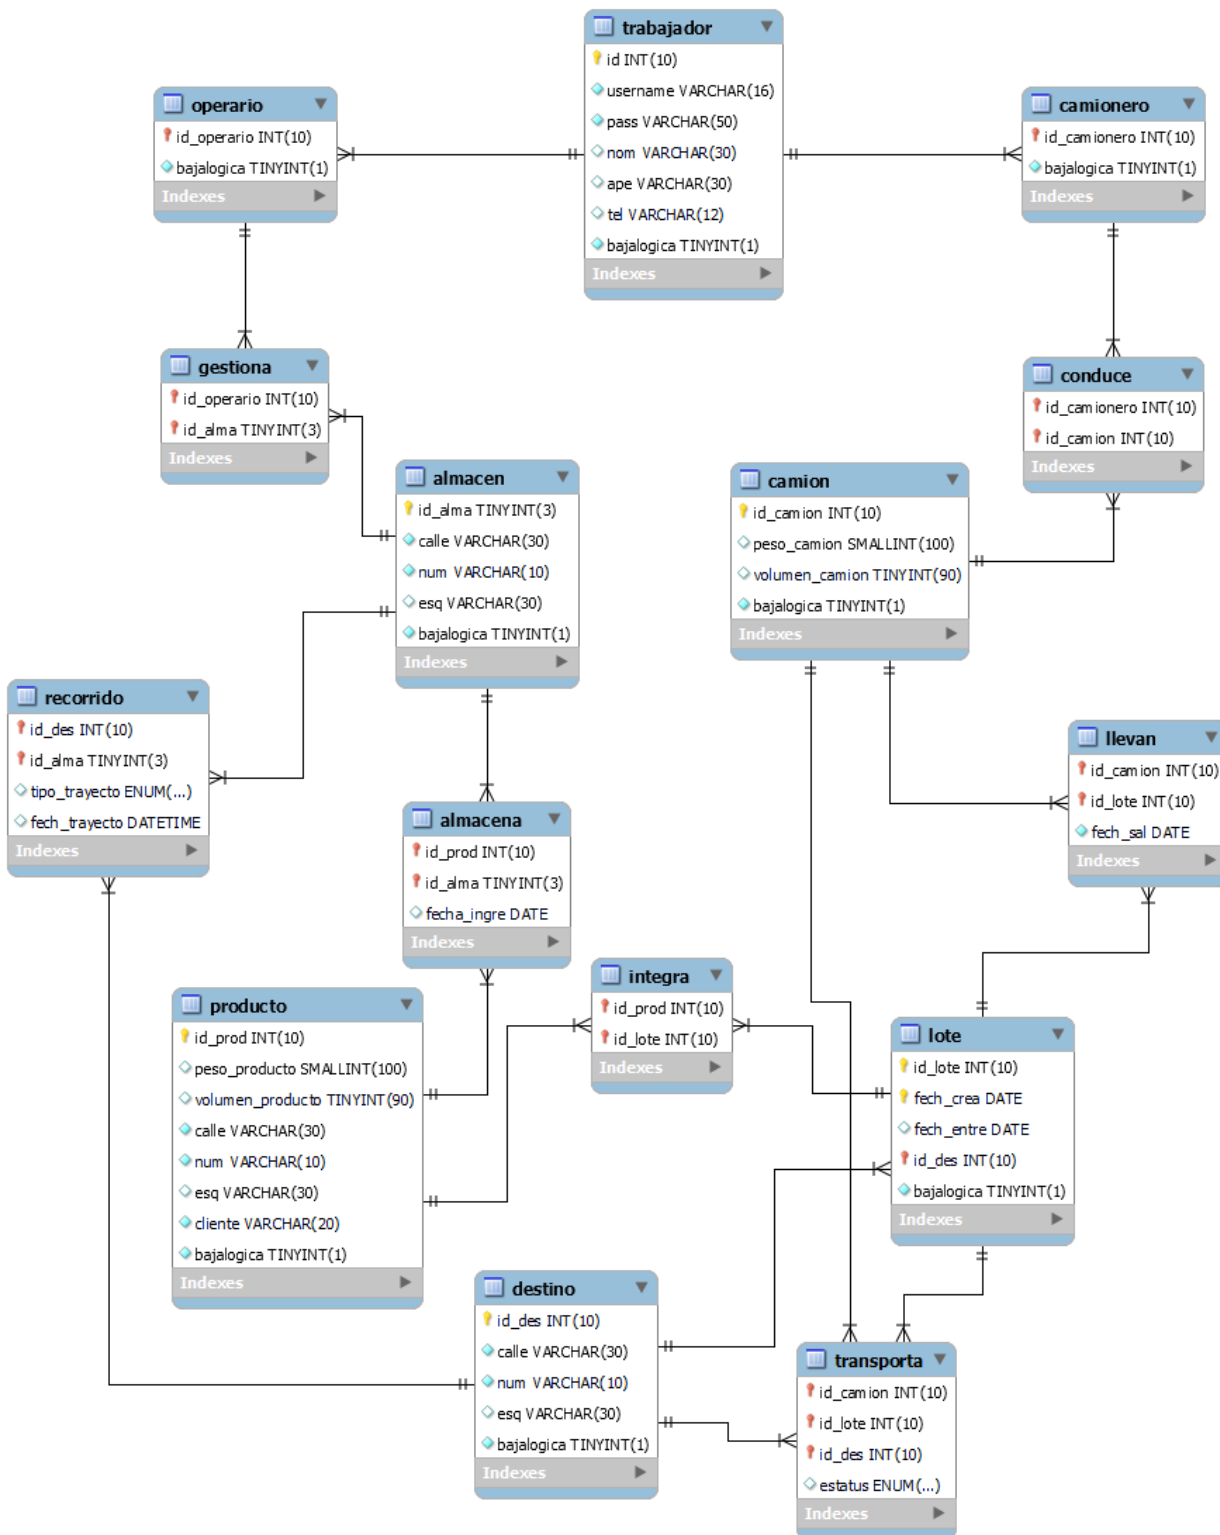 trabajador
id INT(10)
username VARCHAR(16)
pass VARCHAR(50)
nom VARCHAR(30)
ape VARCHAR(30)
tel VARCHAR(12)
bajalogica TINYINT(1)
Indexes
operario
id_operario INT(10)
bajalogica TINYINT(1)
Indexes
camionero
id_camionero INT(10)
bajalogica TINYINT(1)
Indexes
gestiona
id_operario INT(10)
id_alma TINYINT(3)
Indexes
conduce
id_camionero INT(10)
id_camion INT(10)
Indexes
almacen
id_alma TINYINT(3)
calle VARCHAR(30)
num VARCHAR(10)
esq VARCHAR(30)
bajalogica TINYINT(1)
Indexes
camion
id_camion INT(10)
peso_camion SMALLINT(100)
volumen_camion TINYINT(90)
bajalogica TINYINT(1)
Indexes
recorrido
id_des INT(10)
id_alma TINYINT(3)
tipo_trayecto ENUM(...)
fech_trayecto DATETIME
Indexes
llevan
id_camion INT(10)
id_lote INT(10)
fech_sal DATE
Indexes
almacena
id_prod INT(10)
id_alma TINYINT(3)
fecha_ingre DATE
Indexes
integra
id_prod INT(10)
id_lote INT(10)
Indexes
producto
id_prod INT(10)
peso_producto SMALLINT(100)
volumen_producto TINYINT(90)
calle VARCHAR(30)
num VARCHAR(10)
esq VARCHAR(30)
cliente VARCHAR(20)
bajalogica TINYINT(1)
Indexes
lote
id_lote INT(10)
fech_crea DATE
fech_entre DATE
id_des INT(10)
bajalogica TINYINT(1)
Indexes
destino
id_des INT(10)
calle VARCHAR(30)
num VARCHAR(10)
esq VARCHAR(30)
bajalogica TINYINT(1)
Indexes
transporta
id_camion INT(10)
id_lote INT(10)
id_des INT(10)
estatus ENUM(...)
Indexes